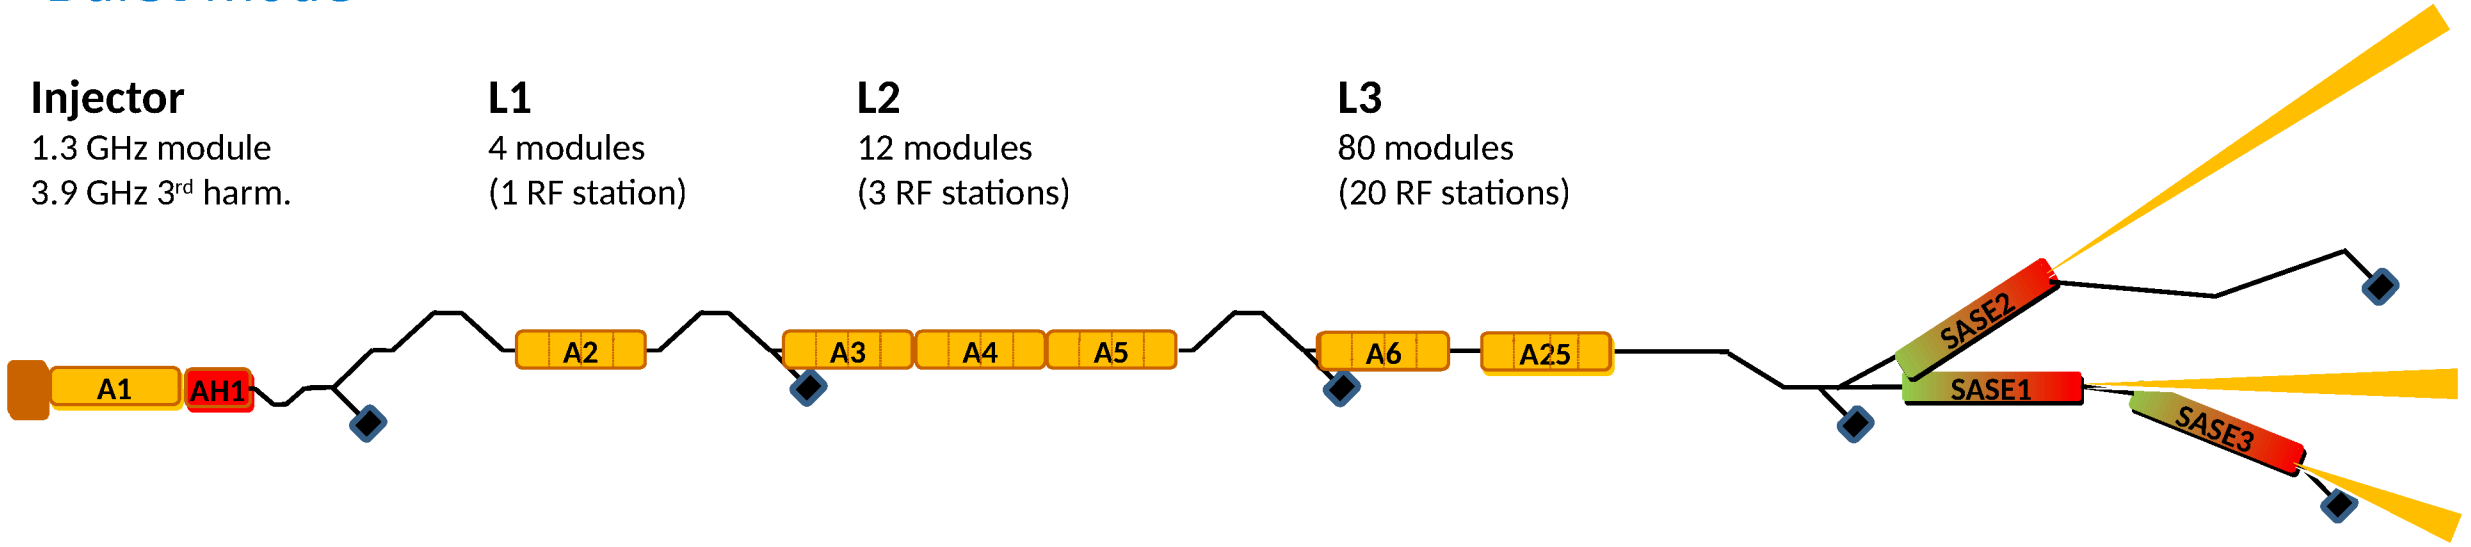 Injector
1.3 GHz module
3.9 GHz 3rd harm.
L1
4 modules
(1 RF station)
L2
12 modules
(3 RF stations)
L3
80 modules
(20 RF stations)
A1
AH1
A2
A3
A4
A5
A6
A25
SASE2
SASE1
SASE3